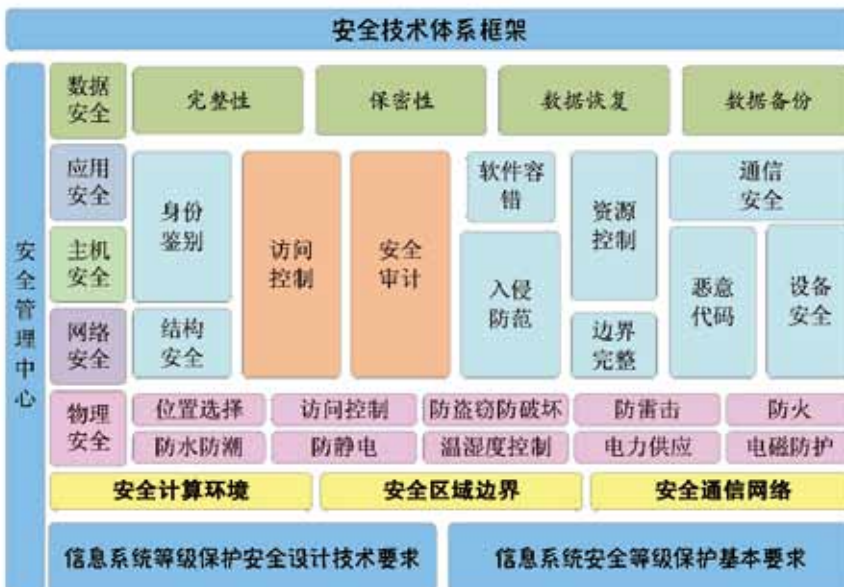 安全技术体系框架
安全管理中心
数据
安全
完整性
保密性
数据恢复
数据备份
应用
安全
主机
安全
网络
安全
身份
鉴别
结构
安全
访问
控制
安全
审计
软件容
错
入侵
防范
资源
控制
边界
完整
通信
安全
恶意
代码
设备
安全
物理
安全
位置选择
访问控制
防盗窃防破坏
防雷击
防火
防水防潮
防静电
温湿度控制
电力供应
电磁防护
安全计算环境
安全区域边界
安全通信网络
信息系统等级保护安全设计技术要求
信息系统安全等级保护基本要求